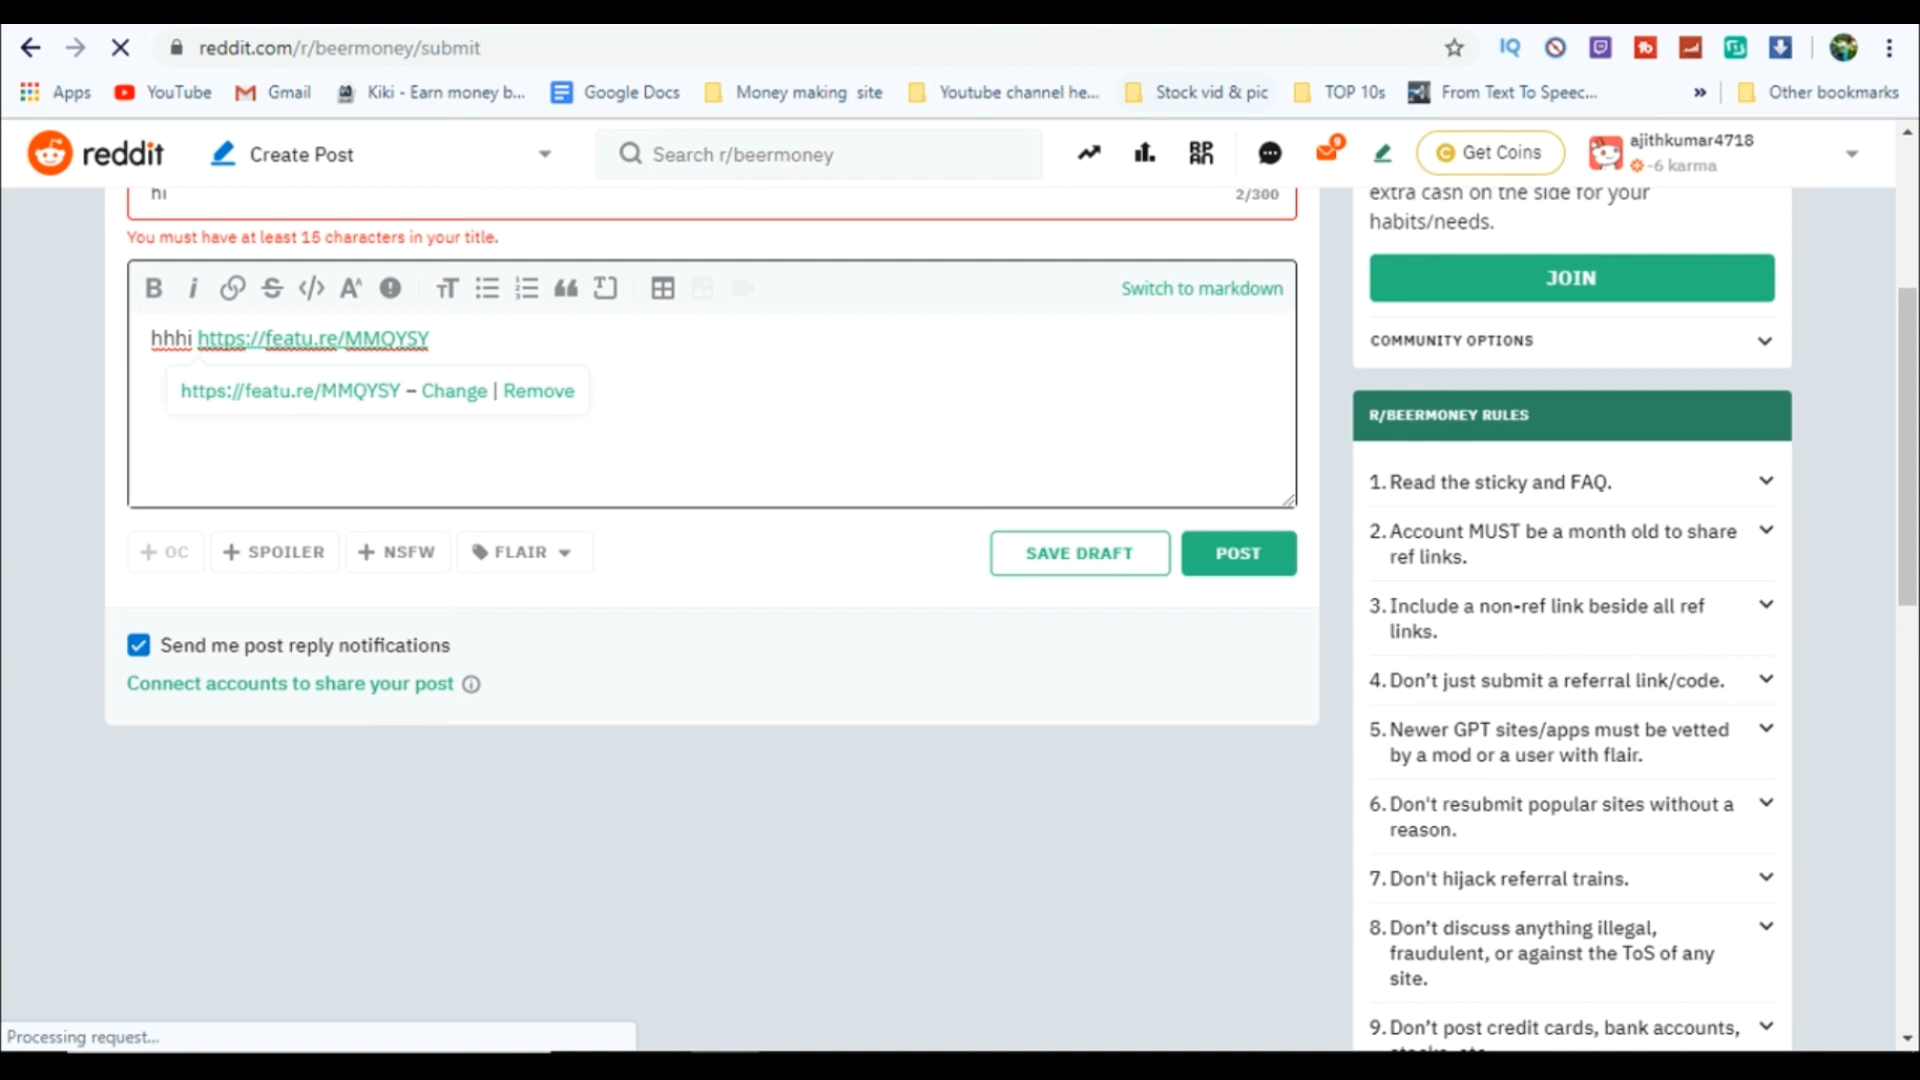 reddit.com/r/beermoney/submit
Apps YouTube Gmail Kiki - Earn money b... Google Docs Money making site Youtube channel he... Stock vid & pic TOP 10s From Text To Speec... » Other bookmarks
reddit Create Post Search r/beermoney Get Coins ajithkumar4718
-6 karma
hi 2/300
You must have at least 15 characters in your title.
Switch to markdown
hhhi https://featu.re/MMQYSY
https://featu.re/MMQYSY – Change | Remove
+ OC + SPOILER + NSFW FLAIR SAVE DRAFT POST
Send me post reply notifications
Connect accounts to share your post
extra cash on the side for your
habits/needs.
JOIN
COMMUNITY OPTIONS
R/BEERMONEY RULES
1. Read the sticky and FAQ.
2. Account MUST be a month old to share
ref links.
3. Include a non-ref link beside all ref
links.
4. Don’t just submit a referral link/code.
5. Newer GPT sites/apps must be vetted
by a mod or a user with flair.
6. Don't resubmit popular sites without a
reason.
7. Don't hijack referral trains.
8. Don’t discuss anything illegal,
fraudulent, or against the ToS of any
site.
9. Don’t post credit cards, bank accounts,
Processing request...